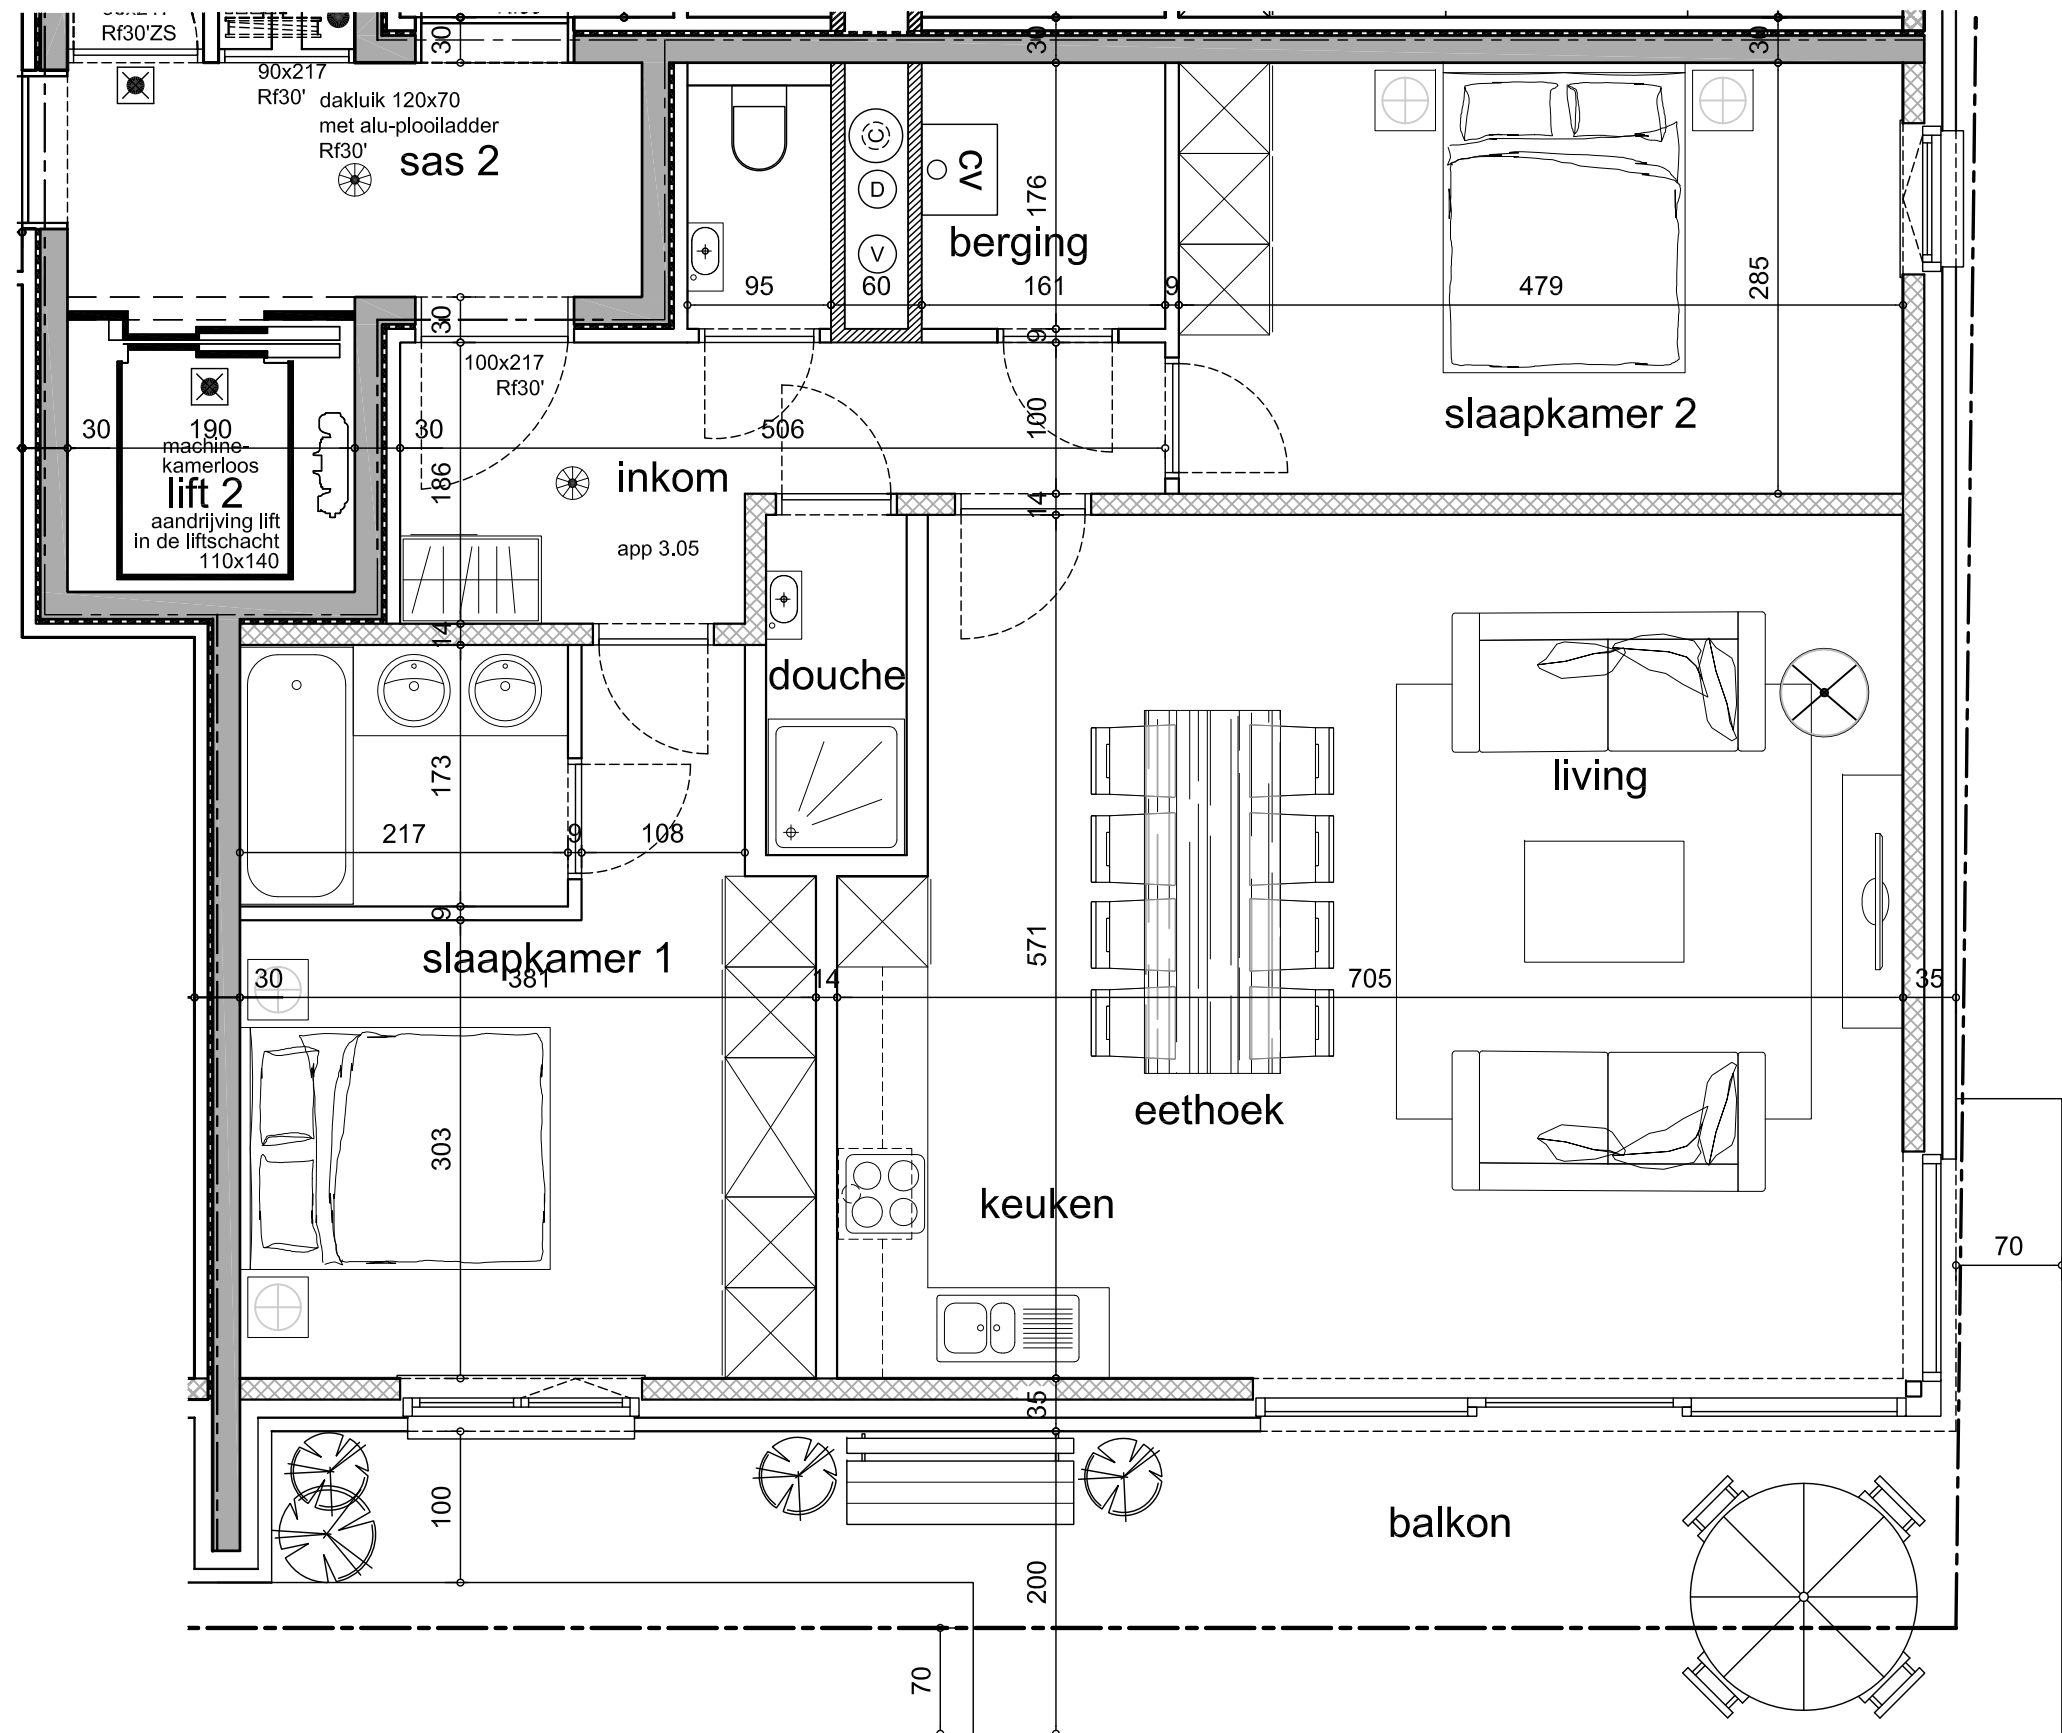 Rf30'ZS
90x217
Rf30'
dakluik 120x70
met alu-plooiladder
Rf30'
sas 2
30
30
30
C
D
V
CV
176
berging
95
60
161
9
479
285
30
9
100x217
Rf30'
slaapkamer 2
30
190
30
506
100
machine-
kamerloos
lift 2
aandrijving lift
in de liftschacht
110x140
186
inkom
14
app 3.05
14
douche
living
173
217
9
108
9
slaapkamer 1
571
30
381
14
705
35
eethoek
303
keuken
70
35
100
balkon
200
70